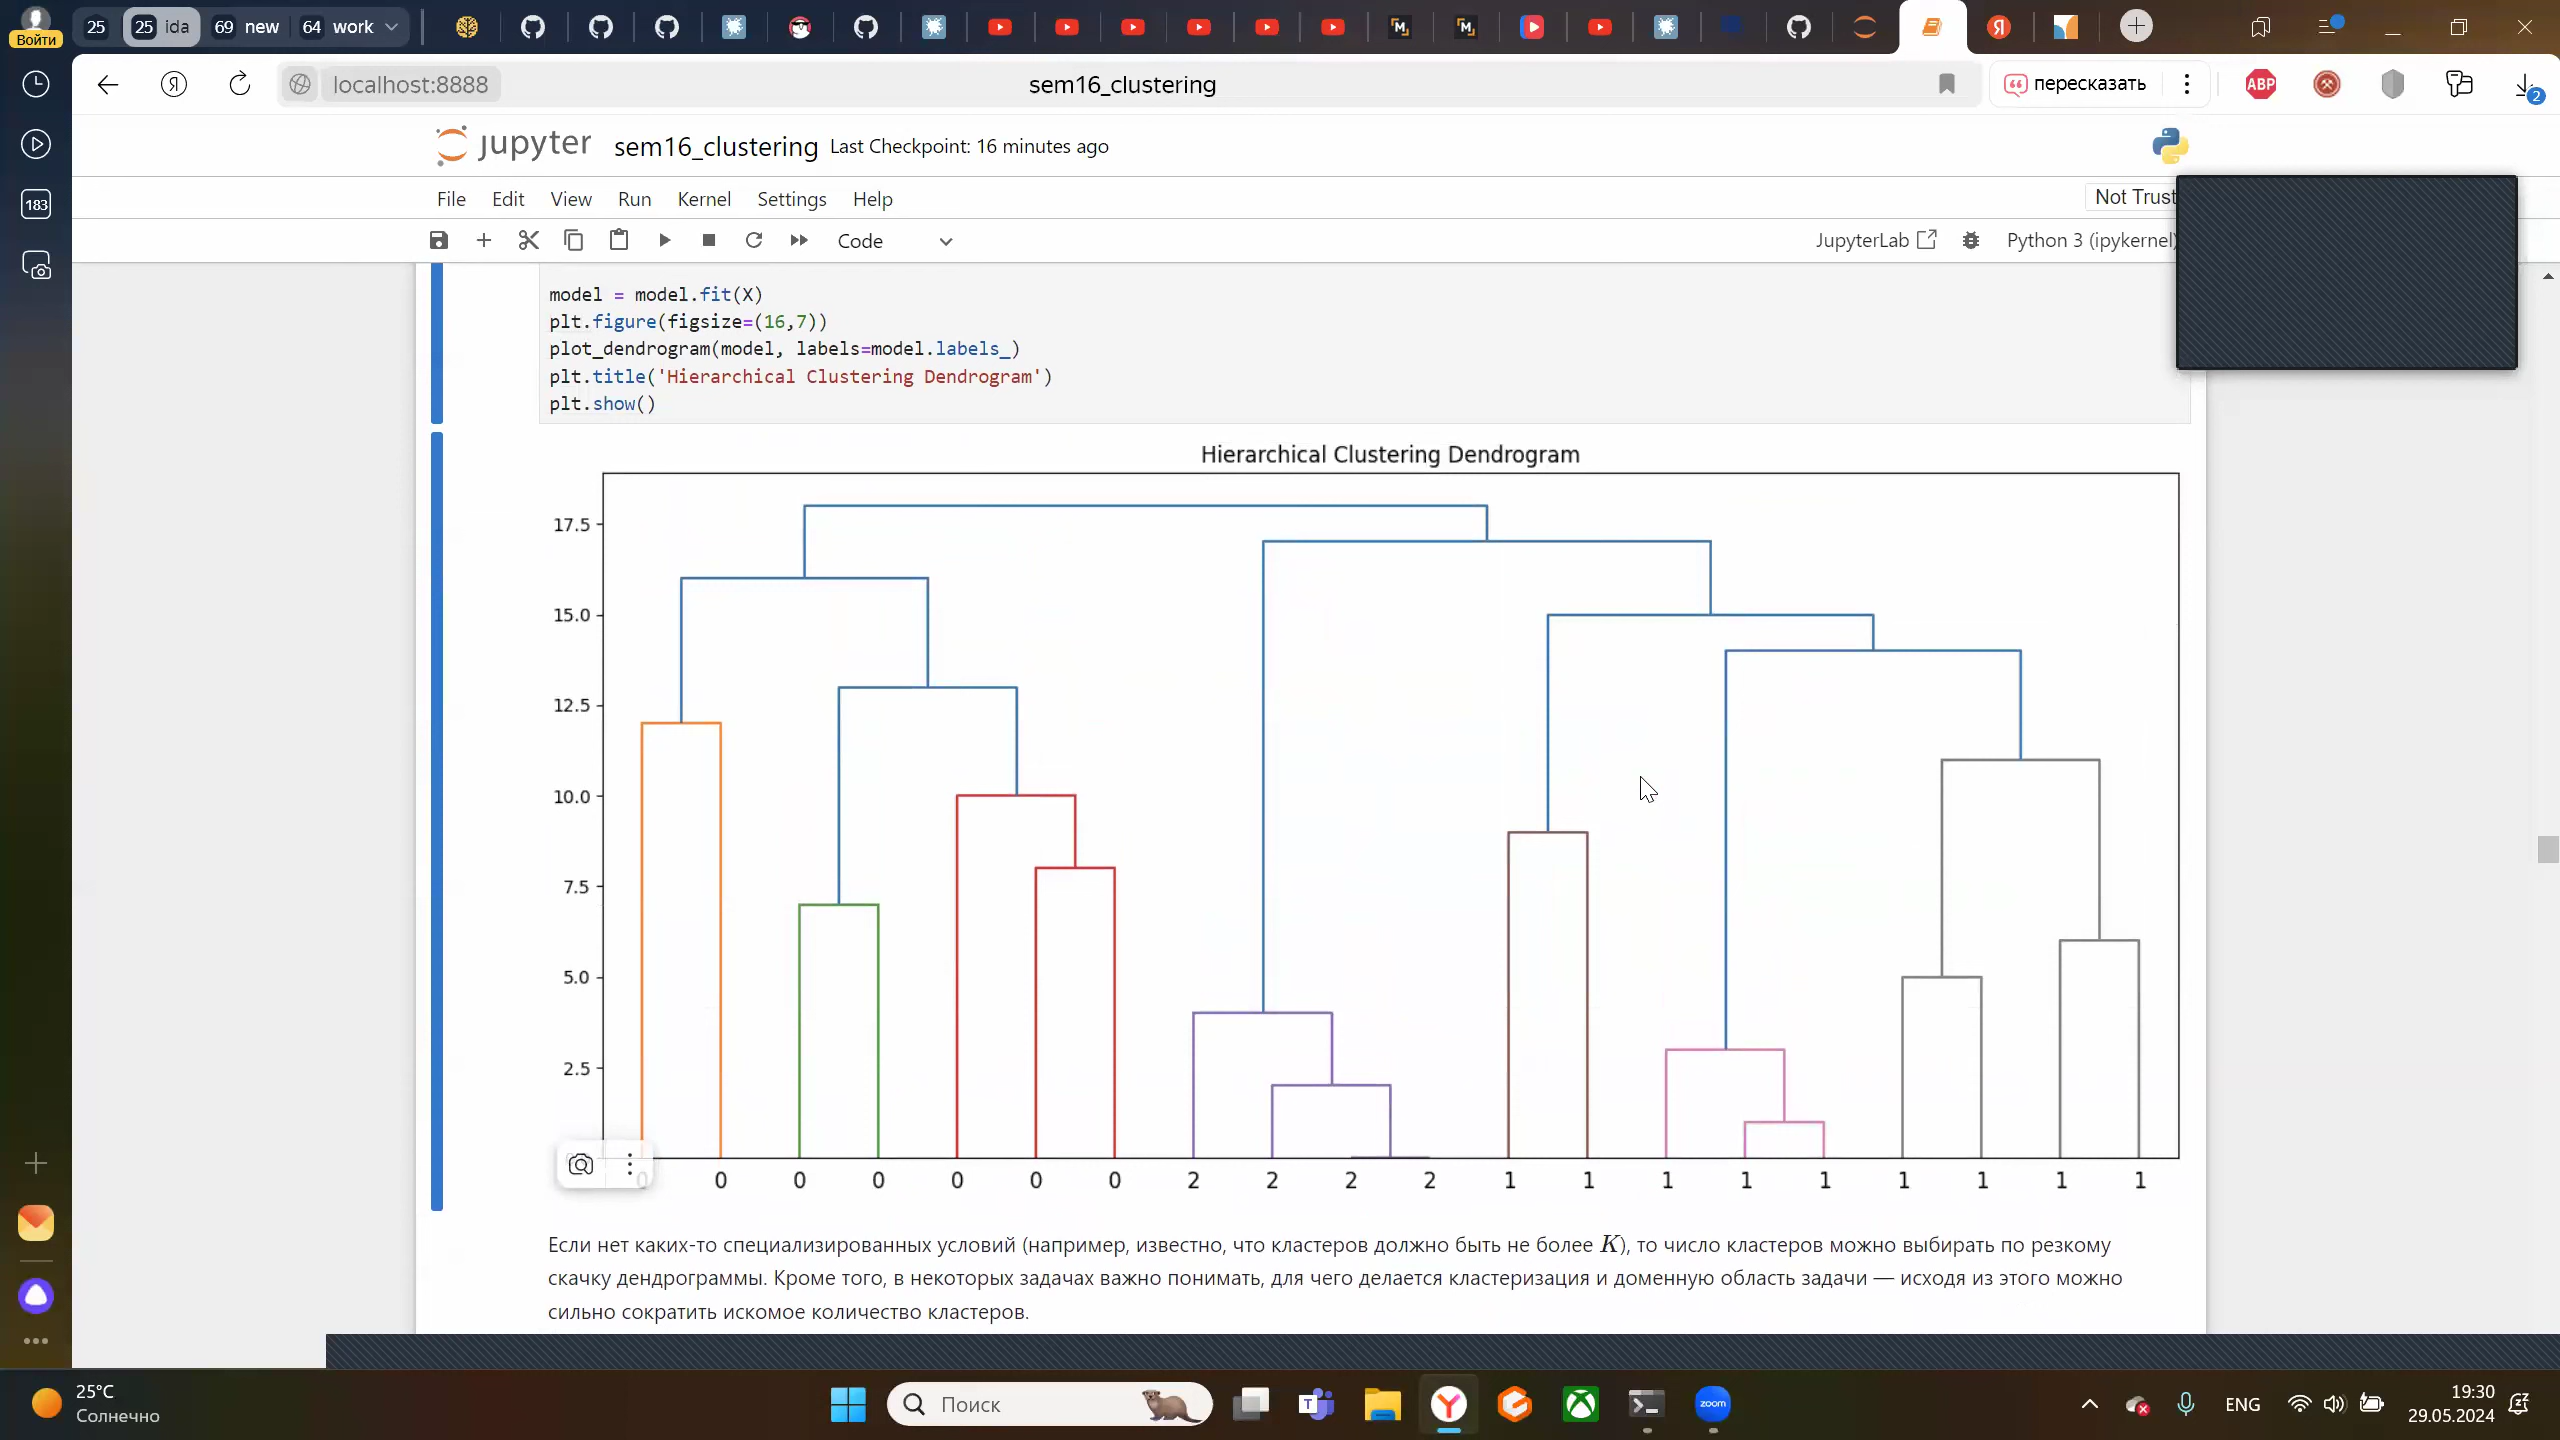 Войти
25
25 ida
69 new
64 work
localhost:8888
sem16_clustering
пересказать
ABP
2
183
jupyter sem16_clustering Last Checkpoint: 16 minutes ago
File Edit View Run Kernel Settings Help
Not Trust
Code
JupyterLab
Python 3 (ipykernel)
model = model.fit(X)
plt.figure(figsize=(16,7))
plot_dendrogram(model, labels=model.labels_)
plt.title('Hierarchical Clustering Dendrogram')
plt.show()
Hierarchical Clustering Dendrogram
17.5
15.0
12.5
10.0
7.5
5.0
2.5
0 0 0 0 0 0 0 2 2 2 2 1 1 1 1 1 1 1 1 1
Если нет каких-то специализированных условий (например, известно, что кластеров должно быть не более K), то число кластеров можно выбирать по резкому
скачку дендрограммы. Кроме того, в некоторых задачах важно понимать, для чего делается кластеризация и доменную область задачи — исходя из этого можно
сильно сократить искомое количество кластеров.
25°C
Солнечно
Поиск
zoom
ENG
19:30
29.05.2024